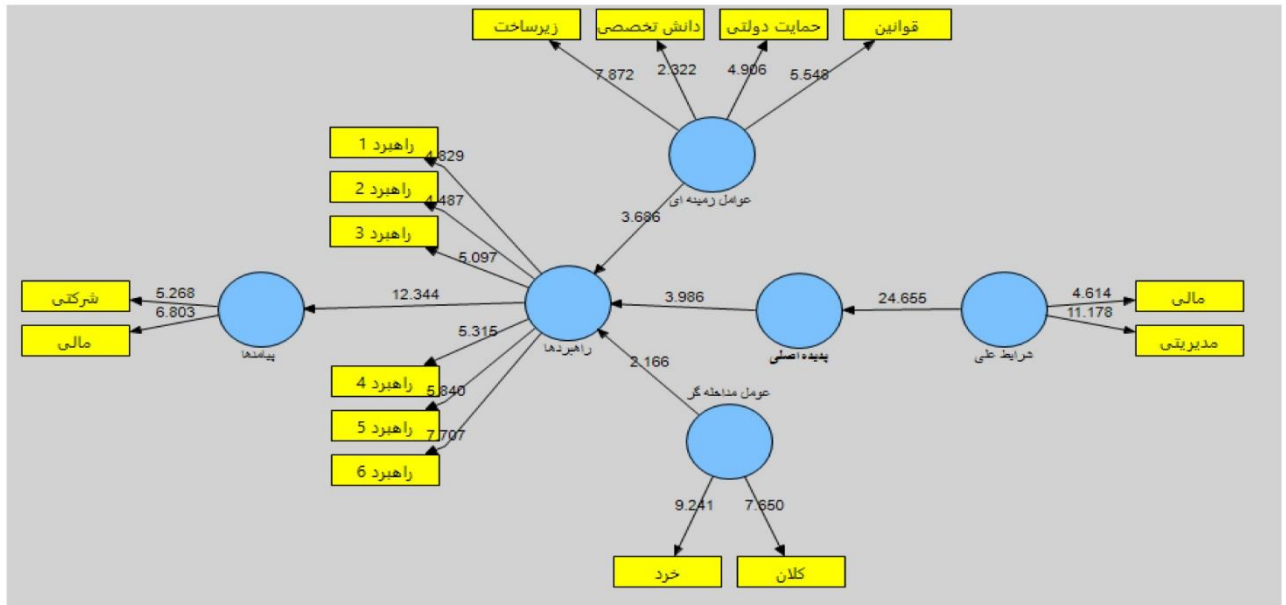 زیرساخت
دانش تخصصی
حمایت دولتی
قوانین
7.872
2.322
4.906
5.548
عوامل زمینه ای
راهبرد 1
4.829
راهبرد 2
4.487
راهبرد 3
5.097
3.686
شرکتی
5.268
مالی
6.803
پیامدها
12.344
راهبردها
3.986
پدیده اصلی
24.655
شرایط علی
4.614
مالی
11.178
مدیریتی
5.315
راهبرد 4
5.840
راهبرد 5
7.707
راهبرد 6
2.166
عومل مداخله گر
9.241
7.650
خرد
کلان